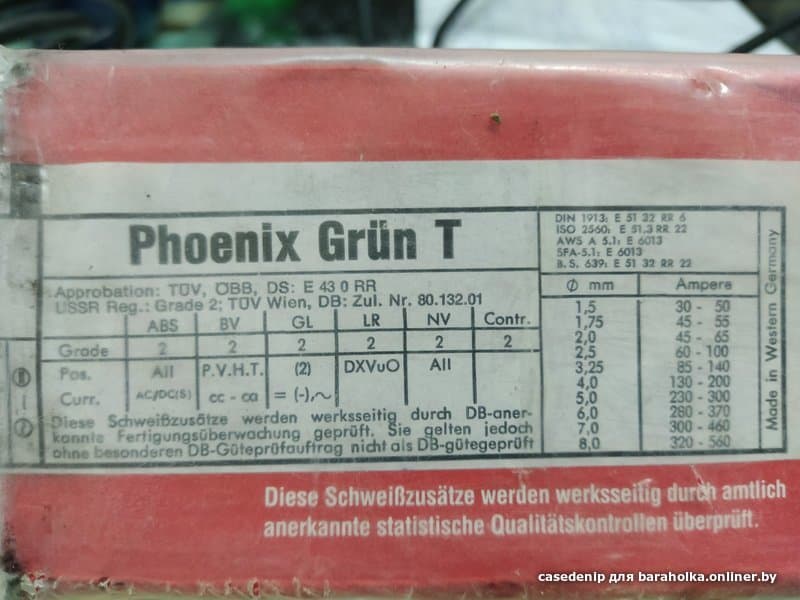 Phoenix Grün T
Approbation: TÜV, ÖBB, DS: E 43 0 RR
USSR Reg.: Grade 2; TÜV Wien, DB: Zul. Nr. 80.132.01
ABS BV GL LR NV Contr.
Grade 2 2 2 2 2 2
Pos. All P.V.H.T. (2) DXVuO All
Curr. AC/DC(S) cc - ca = (-),~
Diese Schweißzusätze werden werksseitig durch DB-aner-
kannte Fertigungsüberwachung geprüft. Sie gelten jedoch
ohne besonderen DB-Güteprüfauftrag nicht als DB-gütegeprüft
DIN 1913: E 51 32 RR 6
ISO 2560: E 51.3 RR 22
AWS A 5.1: E 6013
SFA-5.1: E 6013
B.S. 639: E 51 32 RR 22
Ø mm Ampere
1,5 30 - 50
1,75 45 - 55
2,0 45 - 65
2,5 60 - 100
3,25 85 - 140
4,0 130 - 200
5,0 230 - 300
6,0 280 - 370
7,0 300 - 460
8,0 320 - 560
Made in Western Germany
Diese Schweißzusätze werden werksseitig durch amtlich
anerkannte statistische Qualitätskontrollen überprüft.
casedenip для baraholka.onliner.by